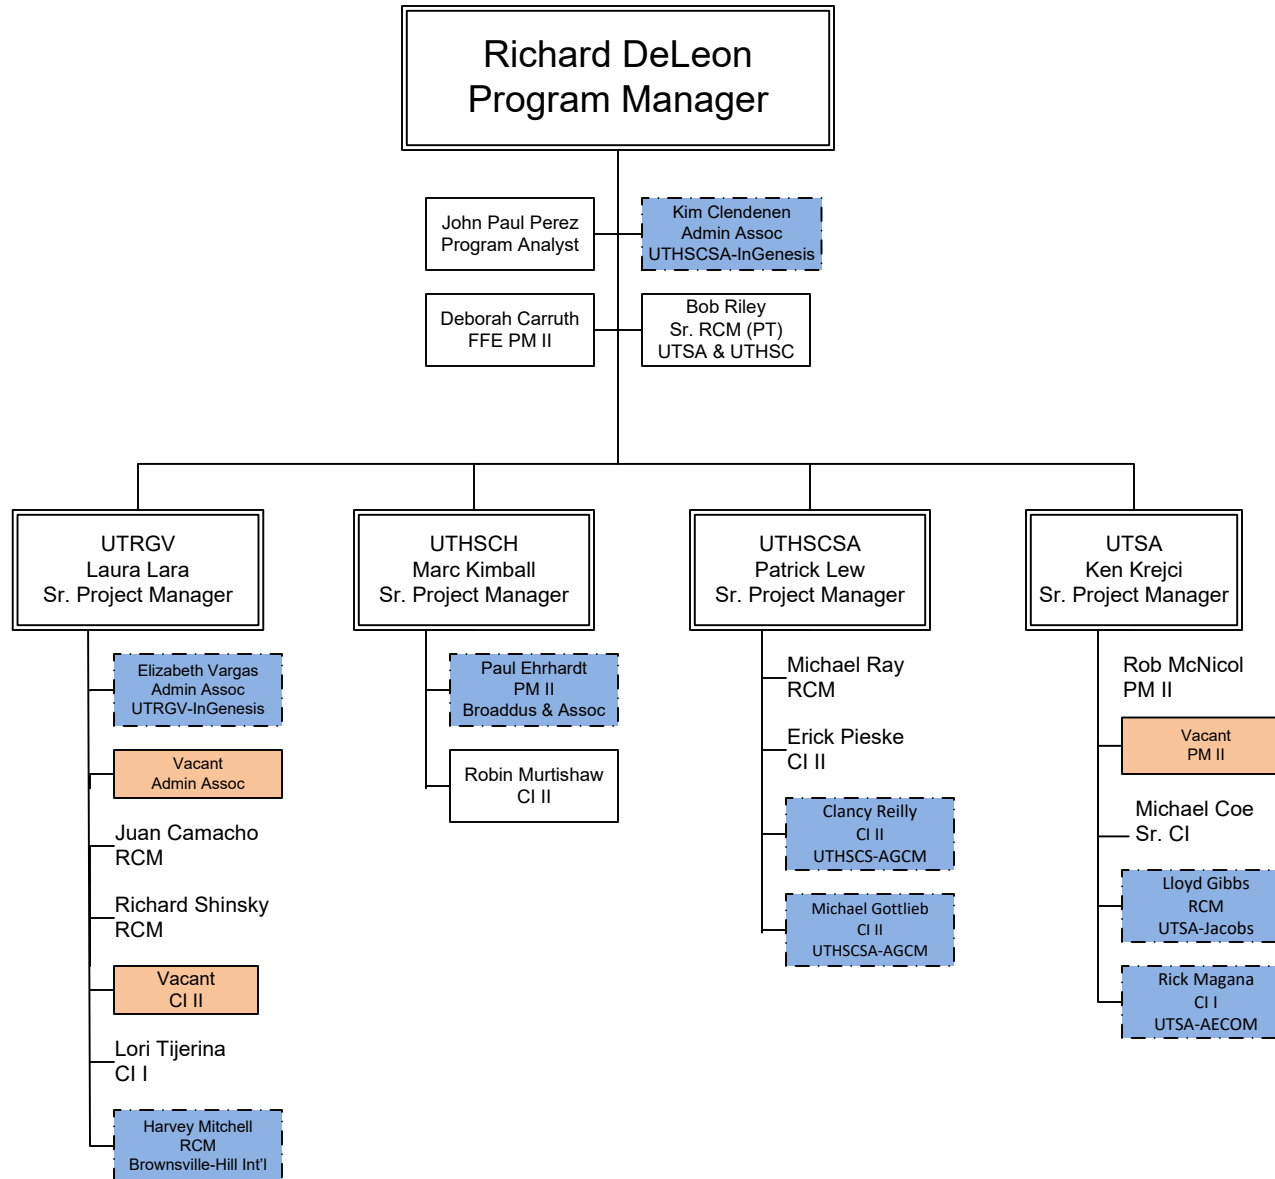 Richard DeLeon
Program Manager
John Paul Perez
Program Analyst
Kim Clendenen
Admin Assoc
UTHSCSA-InGenesis
Deborah Carruth
FFE PM II
Bob Riley
Sr. RCM (PT)
UTSA & UTHSC
UTRGV
Laura Lara
Sr. Project Manager
Elizabeth Vargas
Admin Assoc
UTRGV-InGenesis
Vacant
Admin Assoc
Juan Camacho
RCM
Richard Shinsky
RCM
Vacant
CI II
Lori Tijerina
CI I
Harvey Mitchell
RCM
Brownsville-Hill Int'l
UTHSCH
Marc Kimball
Sr. Project Manager
Paul Ehrhardt
PM II
Broaddus & Assoc
Robin Murtishaw
CI II
UTHSCSA
Patrick Lew
Sr. Project Manager
Michael Ray
RCM
Erick Pieske
CI II
Clancy Reilly
CI II
UTHSCS-AGCM
Michael Gottlieb
CI II
UTHSCSA-AGCM
UTSA
Ken Krejci
Sr. Project Manager
Rob McNicol
PM II
Vacant
PM II
Michael Coe
Sr. CI
Lloyd Gibbs
RCM
UTSA-Jacobs
Rick Magana
CI I
UTSA-AECOM